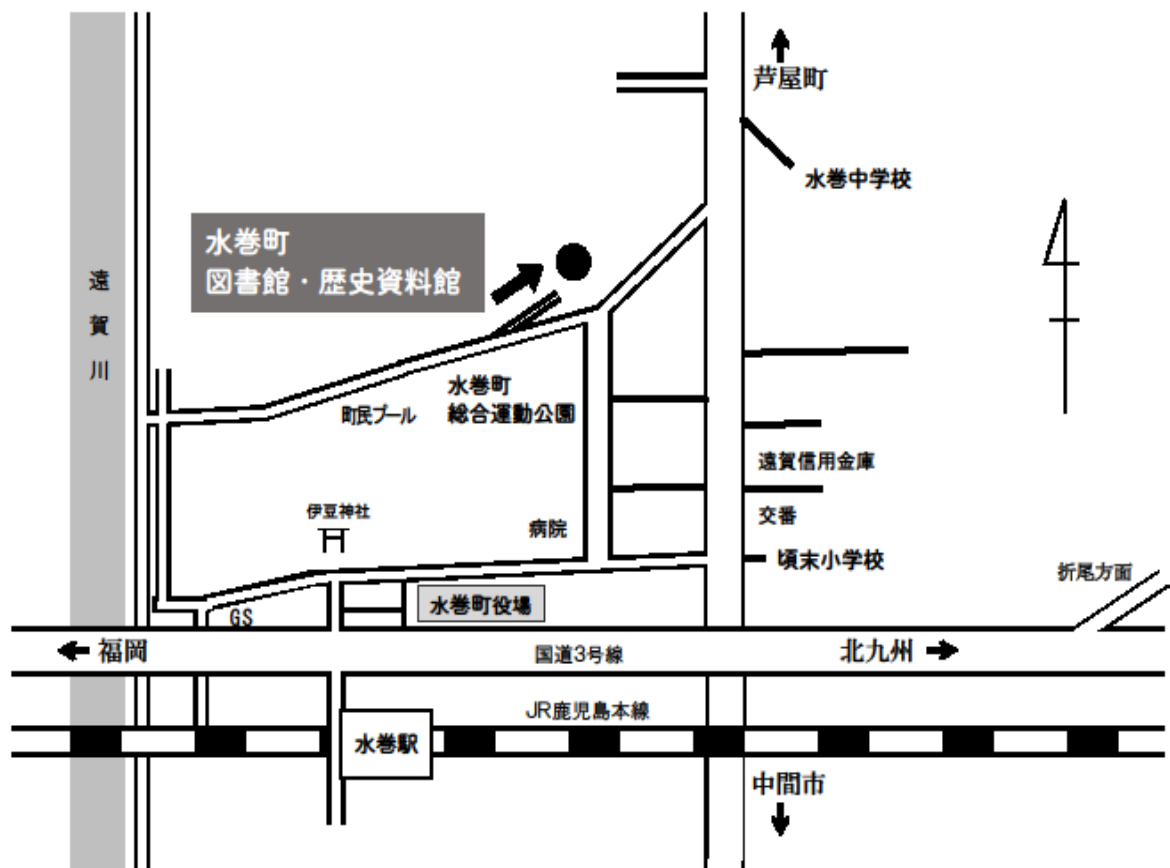 芦屋町
水巻中学校
水巻町
図書館・歴史資料館
遠賀川
水巻町
総合運動公園
町民プール
遠賀信用金庫
交番
伊豆神社
病院
頃末小学校
折尾方面
水巻町役場
GS
福岡
国道3号線
北九州
JR鹿児島本線
水巻駅
中間市